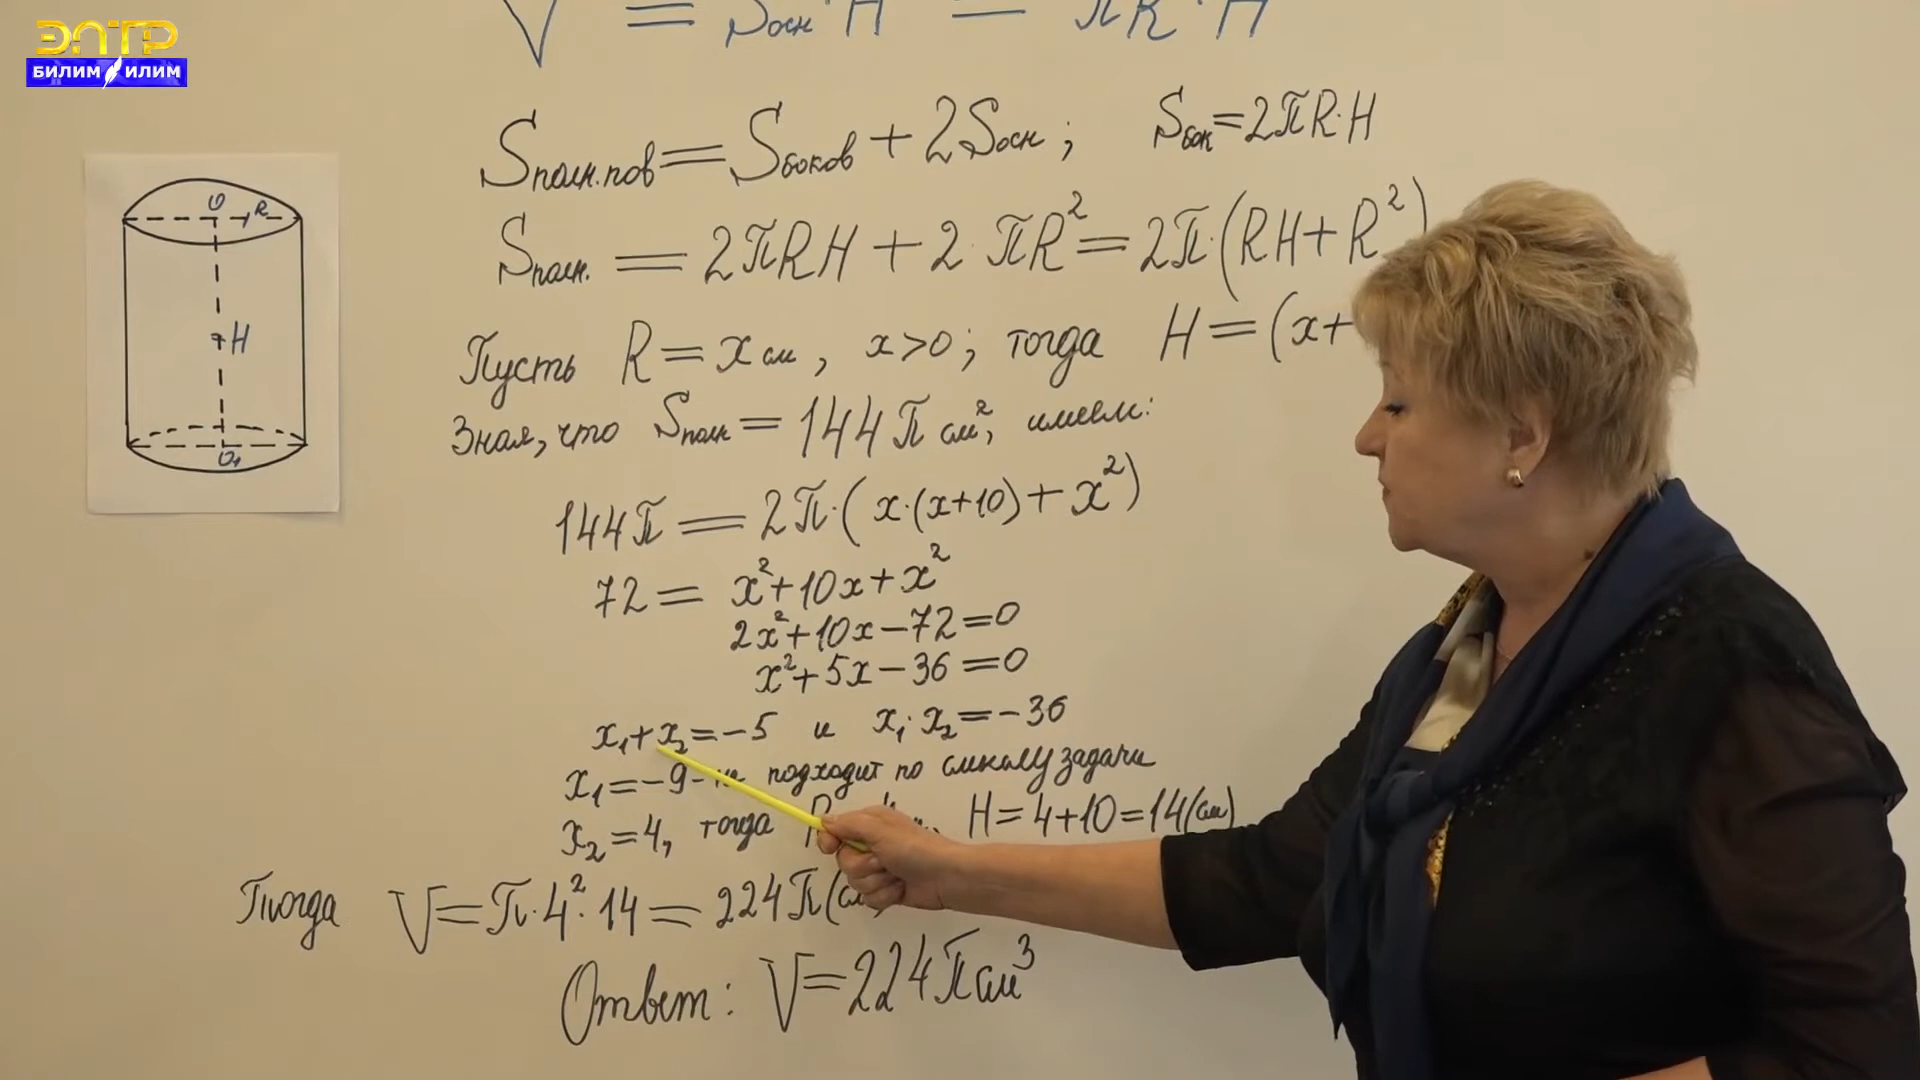 ЭЛТР
БИЛИМ ИЛИМ
V = Sосн·H = πR²·H
Sполн.пов = Sбоков + 2Sосн ; Sбок = 2πR·H
Sполн. = 2πRH + 2·πR² = 2π·(RH + R²)
Пусть R = x см, x>0; тогда H = (x+
Зная, что Sполн = 144π см², имеем:
144π = 2π·(x·(x+10) + x²)
72 = x² + 10x + x²
2x² + 10x − 72 = 0
x² + 5x − 36 = 0
x₁ + x₂ = −5 и x₁·x₂ = −36
x₁ = −9 - не подходит по смыслу задачи
x₂ = 4, тогда R H = 4+10 = 14(см)
Тогда V = π·4²·14 = 224π(см
Ответ: V = 224π см³
O
R
H
O₁